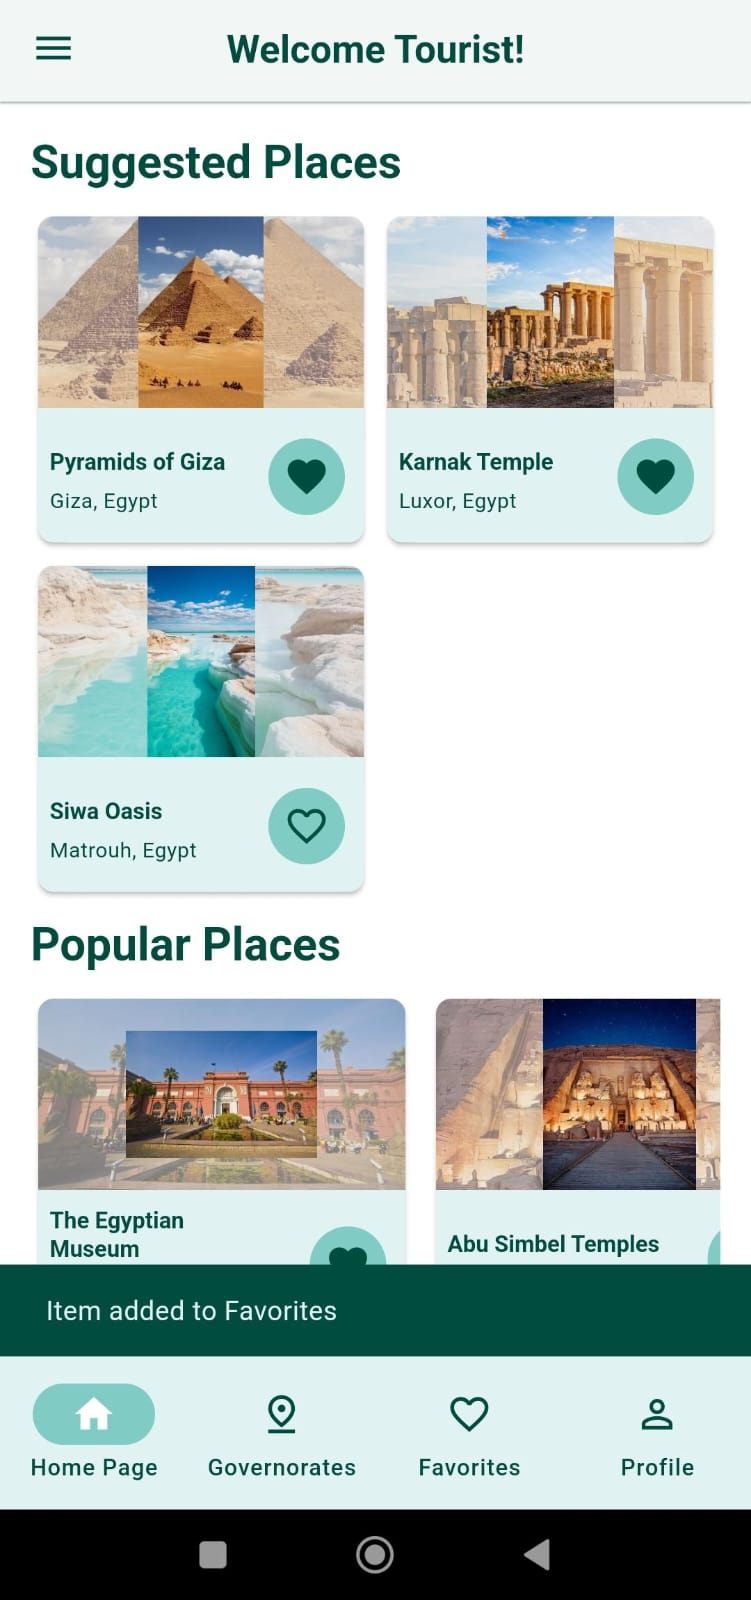 Welcome Tourist!
Suggested Places
Pyramids of Giza
Giza, Egypt
Karnak Temple
Luxor, Egypt
Siwa Oasis
Matrouh, Egypt
Popular Places
The Egyptian
Museum
Abu Simbel Temples
Item added to Favorites
Home Page
Governorates
Favorites
Profile